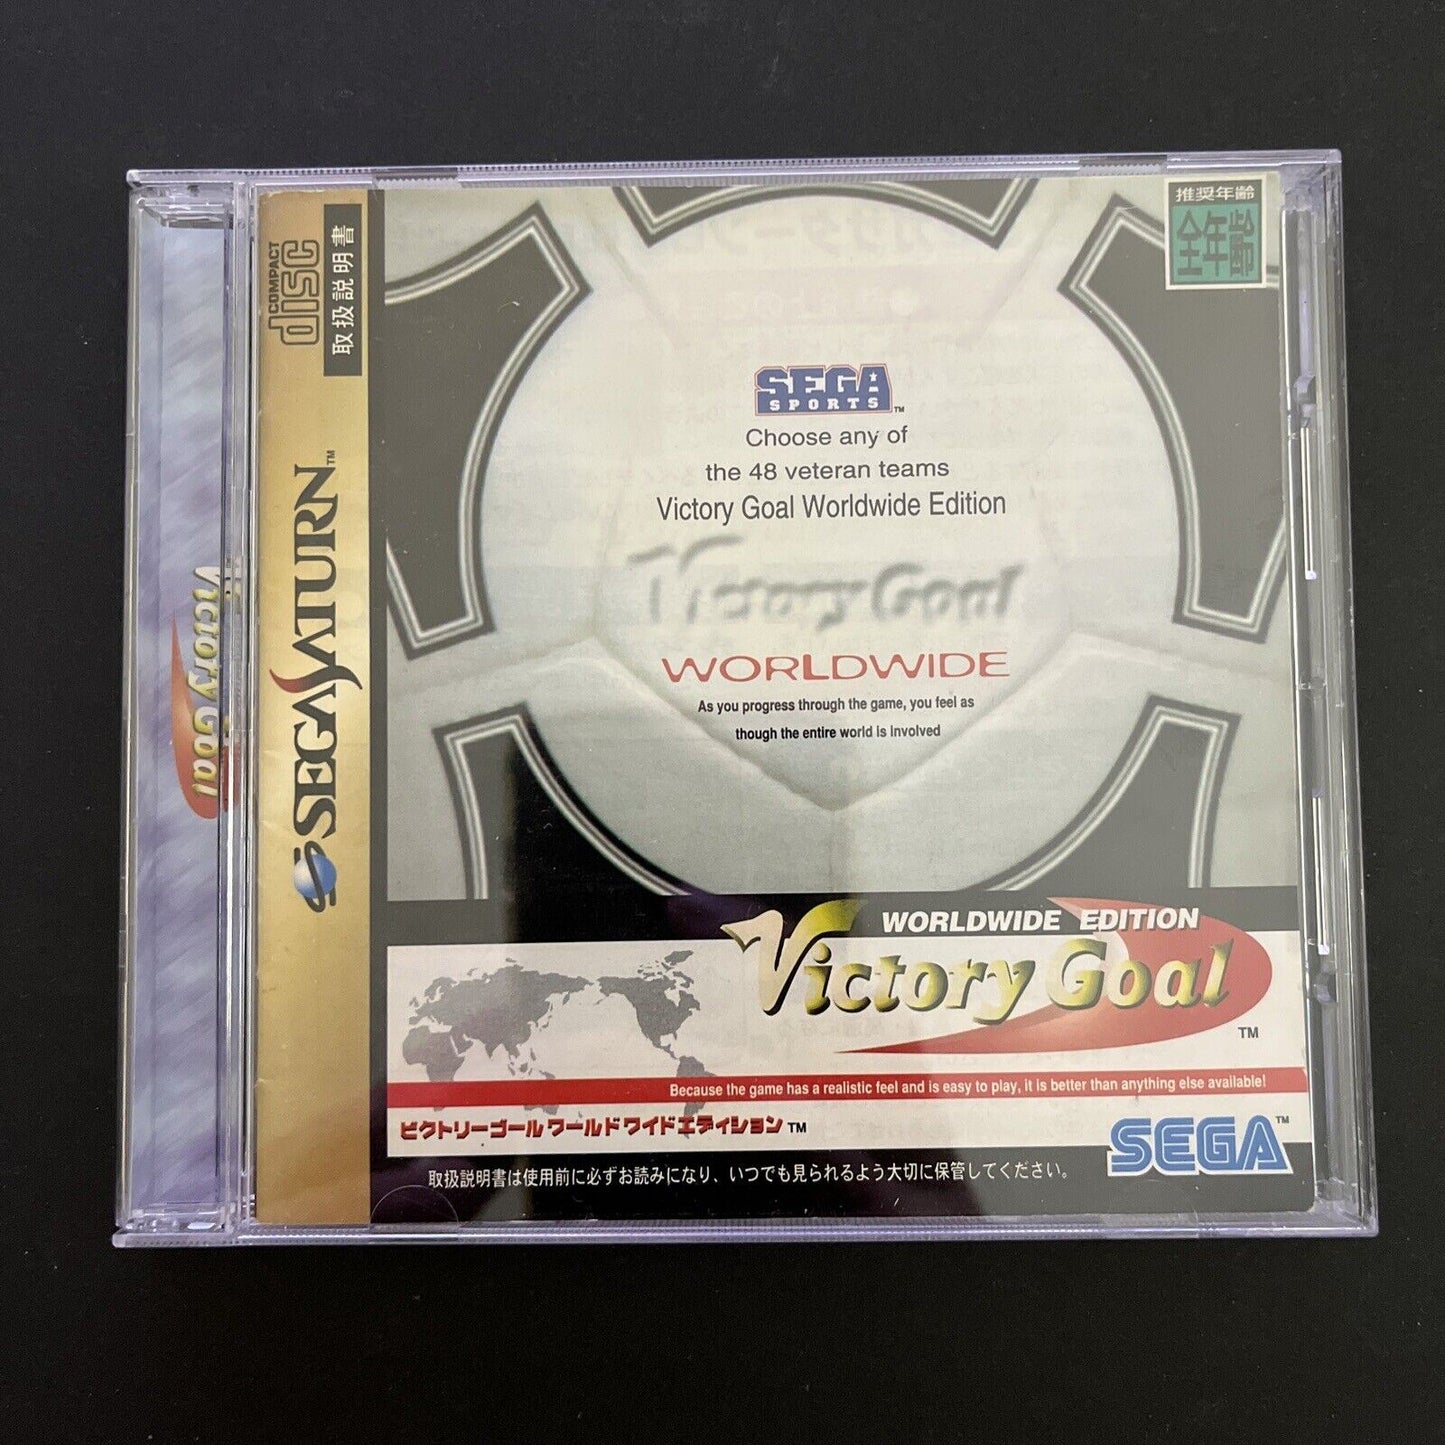 Victory Goal
COMPACT
disc
取扱説明書
SEGA SATURN™
推奨年齢
全年齢
SEGA
SPORTS™
Choose any of
the 48 veteran teams
Victory Goal Worldwide Edition
Victory Goal
WORLDWIDE
As you progress through the game, you feel as
though the entire world is involved
WORLDWIDE EDITION
Victory Goal
TM
Because the game has a realistic feel and is easy to play, it is better than anything else available!
ビクトリーゴール ワールド ワイド エディション TM
SEGA™
取扱説明書は使用前に必ずお読みになり、いつでも見られるよう大切に保管してください。